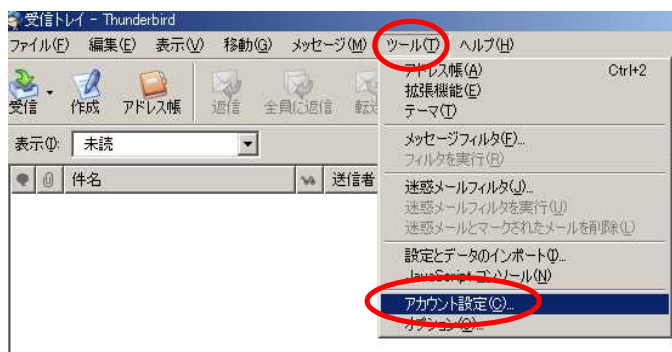 受信トレイ - Thunderbird
ファイル(F) 編集(E) 表示(V) 移動(G) メッセージ(M) ツール(T) ヘルプ(H)
受信 作成 アドレス帳 返信 全員に返信 転送
表示(I): 未読
件名 送信者
アドレス帳(A) Ctrl+2
拡張機能(E)
テーマ(T)
メッセージフィルタ(F)...
フィルタを実行(R)
迷惑メールフィルタ(J)...
迷惑メールフィルタを実行(U)
迷惑メールとマークされたメールを削除(L)
設定とデータのインポート(I)...
JavaScript コンソール(N)
アカウント設定(C)...
オプション(O)...